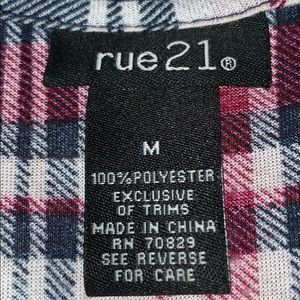 rue21®
M
100%POLYESTER
EXCLUSIVE
OF TRIMS
MADE IN CHINA
RN 70829
SEE REVERSE
FOR CARE